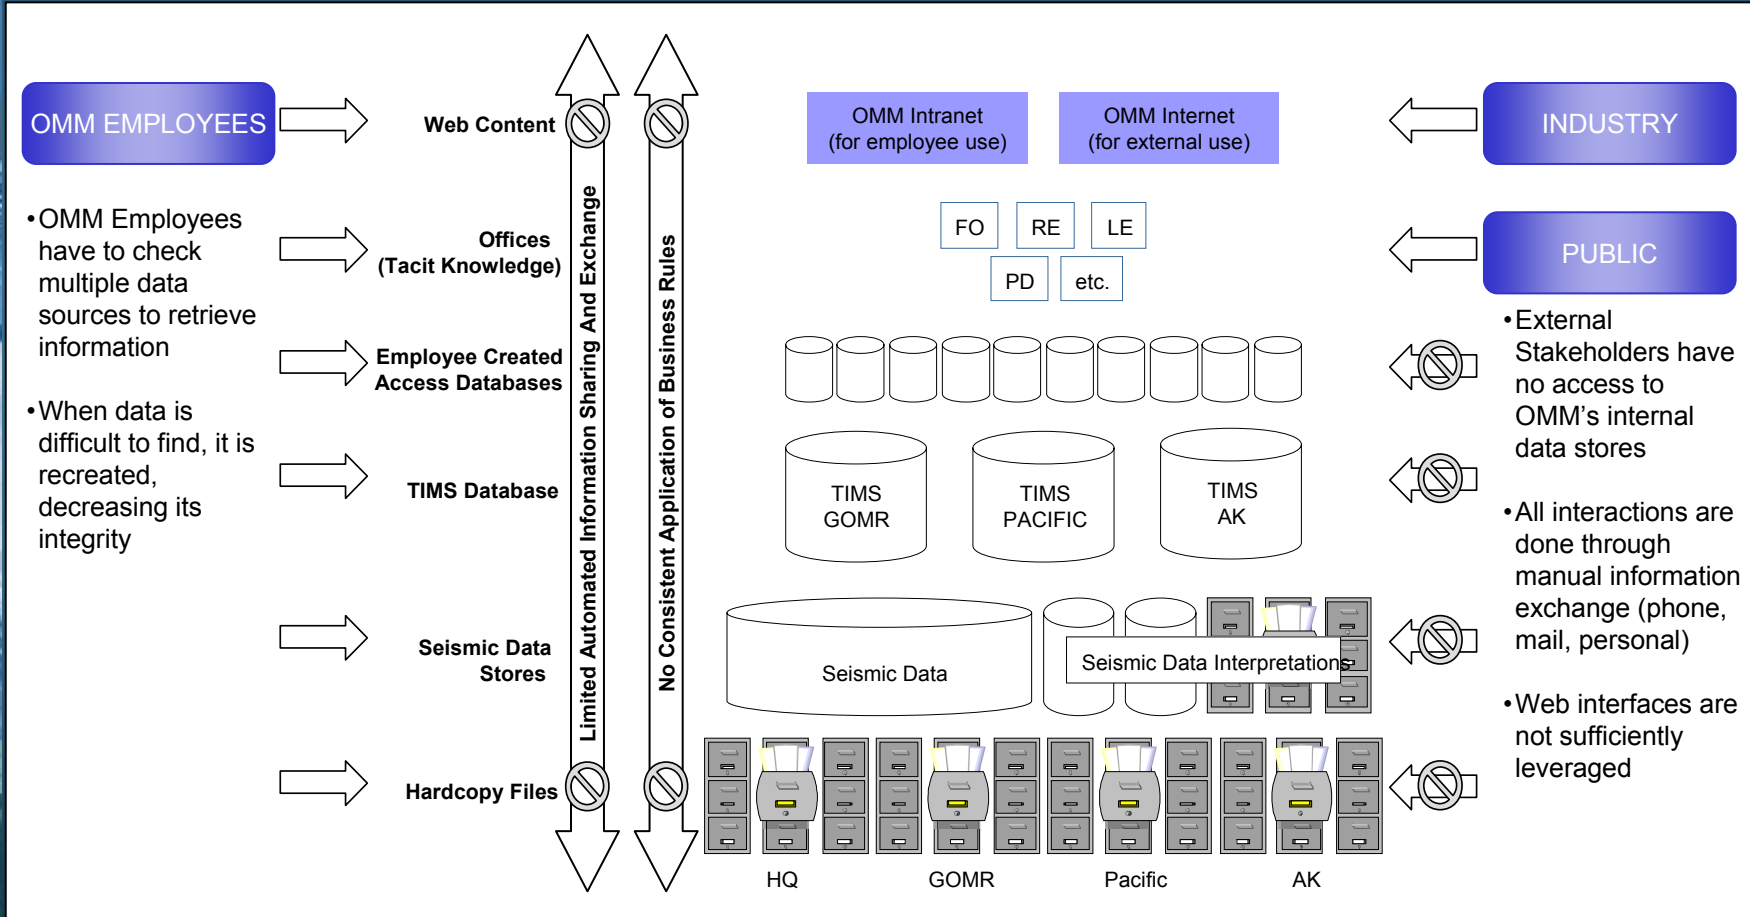 OMM EMPLOYEES
•OMM Employees
have to check
multiple data
sources to retrieve
information
•When data is
difficult to find, it is
recreated,
decreasing its
integrity
Web Content
Offices
(Tacit Knowledge)
Employee Created
Access Databases
TIMS Database
Seismic Data
Stores
Hardcopy Files
Limited Automated Information Sharing And Exchange
No Consistent Application of Business Rules
OMM Intranet
(for employee use)
OMM Internet
(for external use)
FO
RE
LE
PD
etc.
TIMS
GOMR
TIMS
PACIFIC
TIMS
AK
Seismic Data
Seismic Data Interpretations
HQ
GOMR
Pacific
AK
INDUSTRY
PUBLIC
•External
Stakeholders have
no access to
OMM’s internal
data stores
•All interactions are
done through
manual information
exchange (phone,
mail, personal)
•Web interfaces are
not sufficiently
leveraged